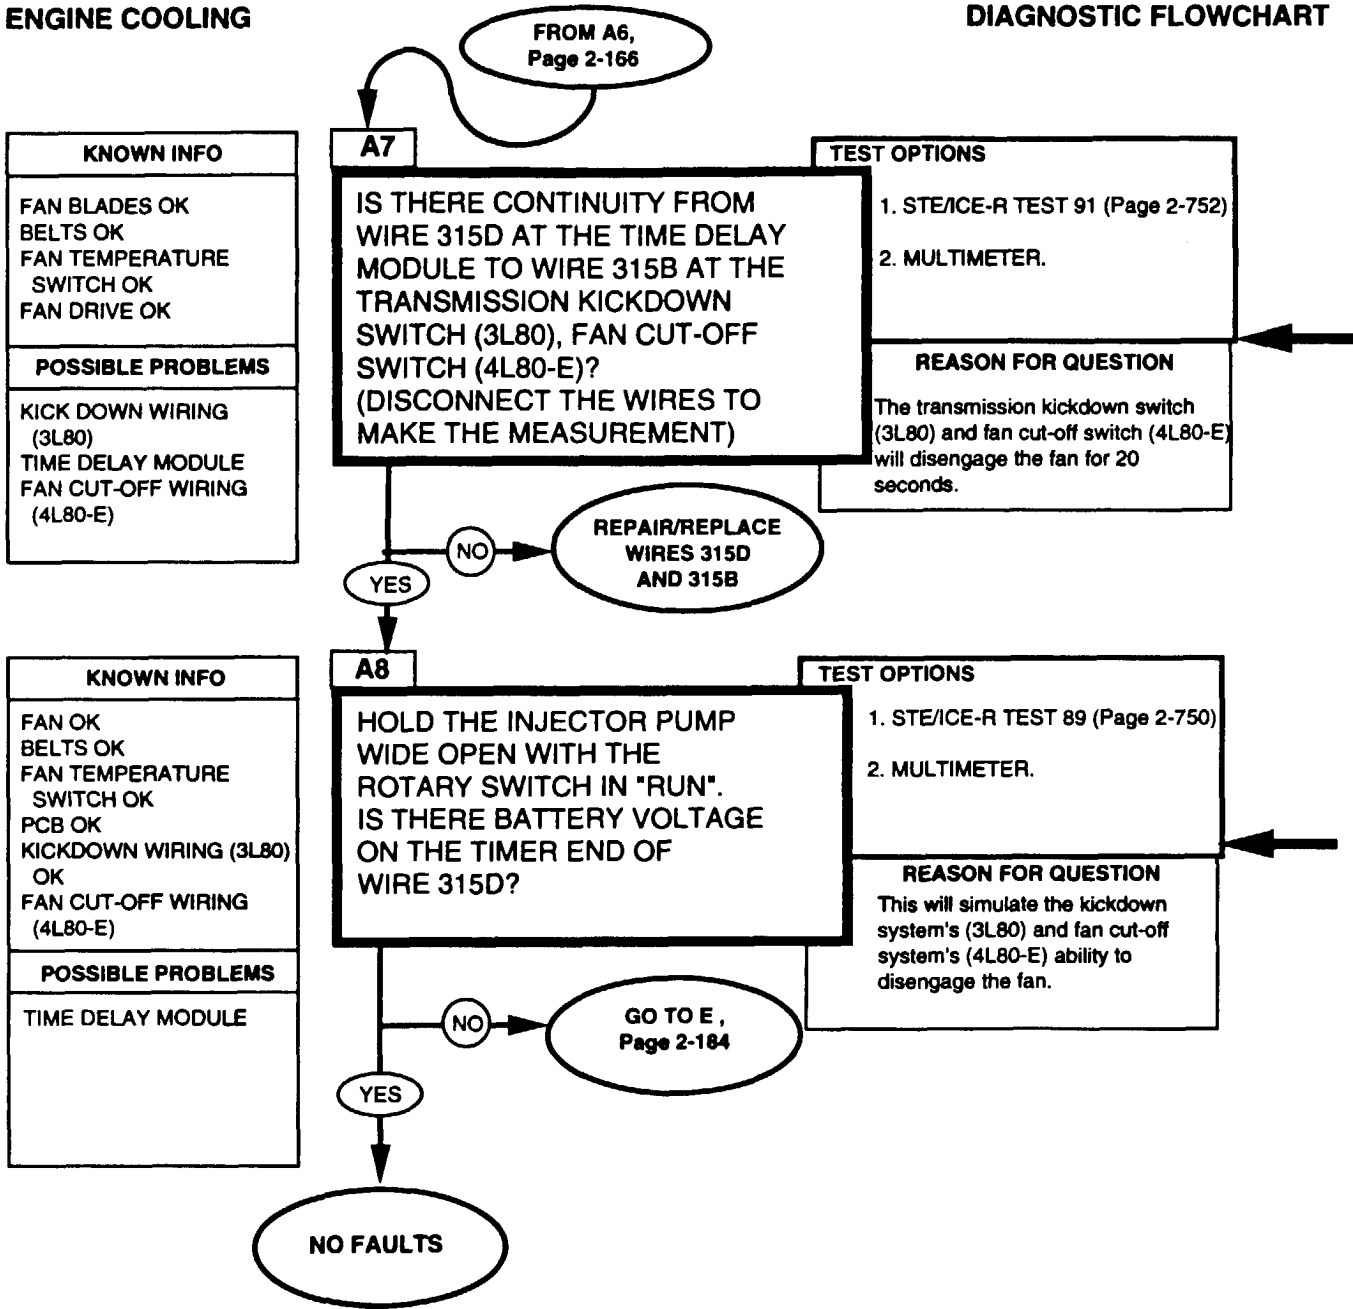 ENGINE COOLING
DIAGNOSTIC FLOWCHART
FROM A6,
Page 2-166
KNOWN INFO
FAN BLADES OK
BELTS OK
FAN TEMPERATURE
SWITCH OK
FAN DRIVE OK
POSSIBLE PROBLEMS
KICK DOWN WIRING
(3L80)
TIME DELAY MODULE
FAN CUT-OFF WIRING
(4L80-E)
A7
IS THERE CONTINUITY FROM
WIRE 315D AT THE TIME DELAY
MODULE TO WIRE 315B AT THE
TRANSMISSION KICKDOWN
SWITCH (3L80), FAN CUT-OFF
SWITCH (4L80-E)?
(DISCONNECT THE WIRES TO
MAKE THE MEASUREMENT)
TEST OPTIONS
1. STE/ICE-R TEST 91 (Page 2-752)
2. MULTIMETER.
REASON FOR QUESTION
The transmission kickdown switch
(3L80) and fan cut-off switch (4L80-E)
will disengage the fan for 20
seconds.
NO
REPAIR/REPLACE
WIRES 315D
AND 315B
YES
KNOWN INFO
FAN OK
BELTS OK
FAN TEMPERATURE
SWITCH OK
PCB OK
KICKDOWN WIRING (3L80)
OK
FAN CUT-OFF WIRING
(4L80-E)
POSSIBLE PROBLEMS
TIME DELAY MODULE
A8
HOLD THE INJECTOR PUMP
WIDE OPEN WITH THE
ROTARY SWITCH IN "RUN".
IS THERE BATTERY VOLTAGE
ON THE TIMER END OF
WIRE 315D?
TEST OPTIONS
1. STE/ICE-R TEST 89 (Page 2-750)
2. MULTIMETER.
REASON FOR QUESTION
This will simulate the kickdown
system's (3L80) and fan cut-off
system's (4L80-E) ability to
disengage the fan.
NO
GO TO E ,
Page 2-184
YES
NO FAULTS